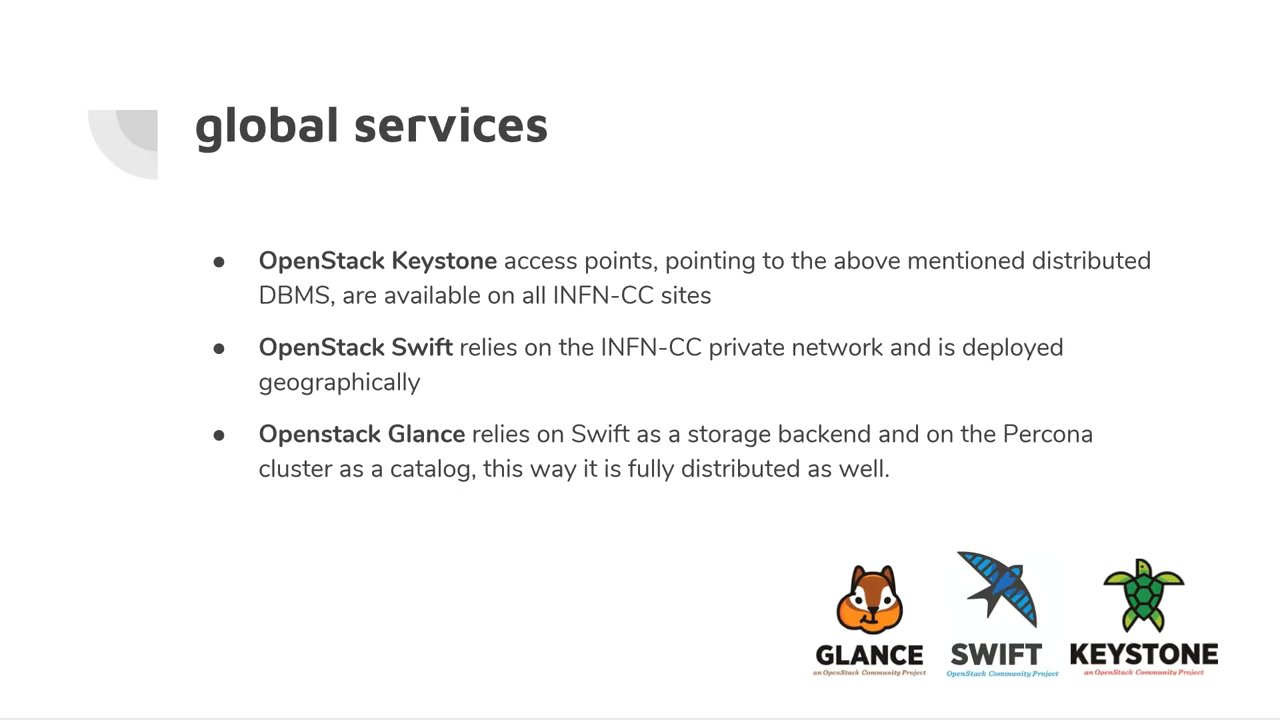 global services
● OpenStack Keystone access points, pointing to the above mentioned distributed
DBMS, are available on all INFN-CC sites
● OpenStack Swift relies on the INFN-CC private network and is deployed
geographically
● Openstack Glance relies on Swift as a storage backend and on the Percona
cluster as a catalog, this way it is fully distributed as well.
GLANCE
an OpenStack Community Project
SWIFT
OpenStack Community Project
KEYSTONE
an OpenStack Community Project